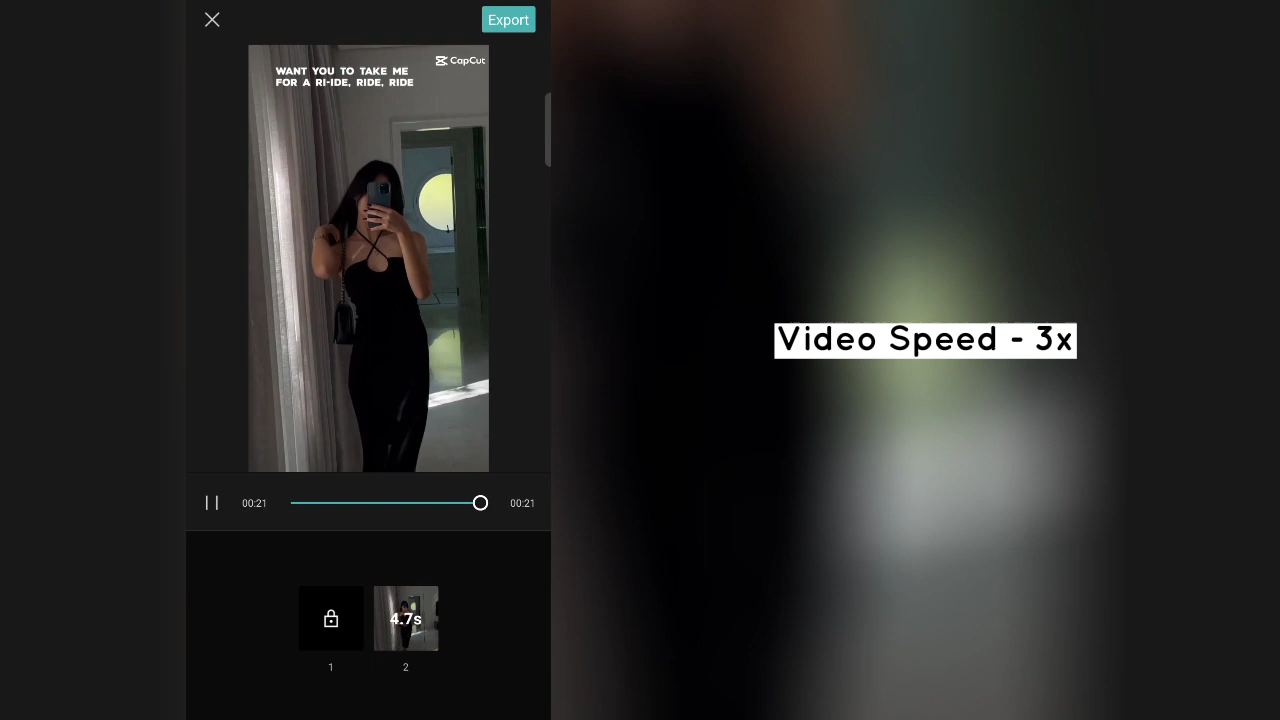 Export
CapCut
WANT YOU TO TAKE ME
FOR A RI-IDE, RIDE, RIDE
Video Speed - 3x
00:21
00:21
4.7s
1
2